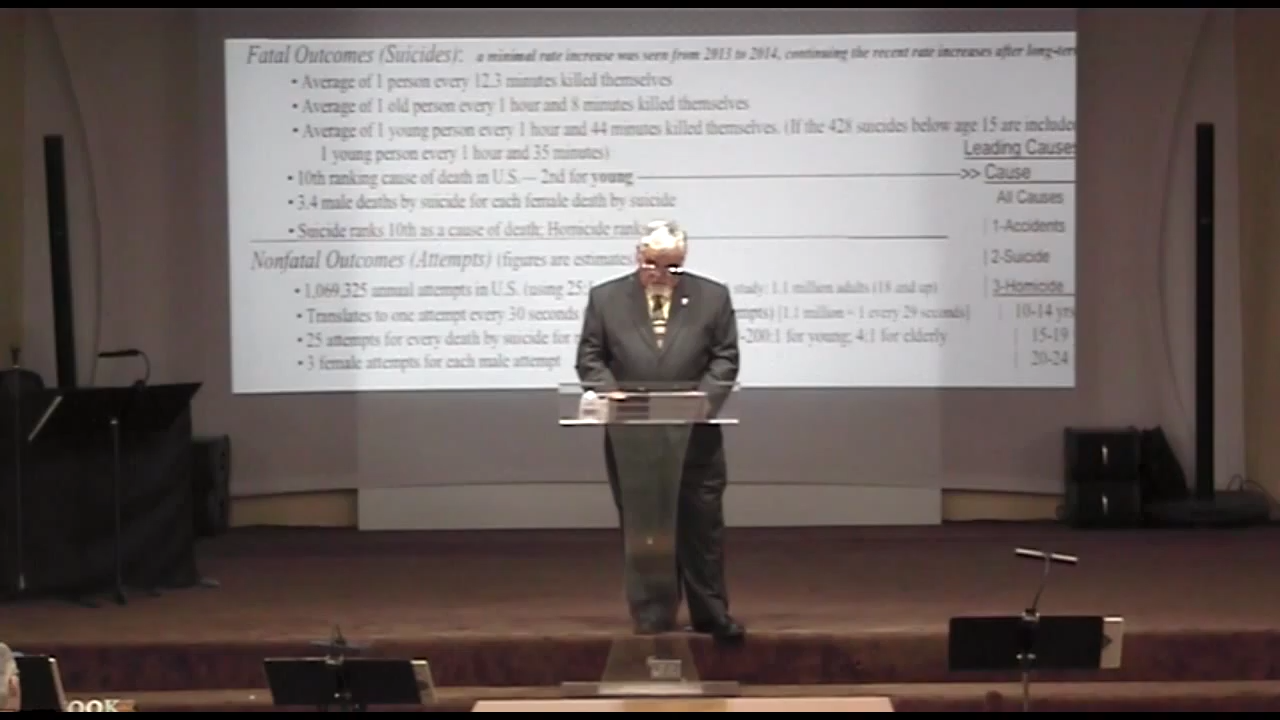 Fatal Outcomes (Suicides): a minimal rate increase was seen from 2013 to 2014, continuing the recent rate increases after long-ter
• Average of 1 person every 12.3 minutes killed themselves
• Average of 1 old person every 1 hour and 8 minutes killed themselves
• Average of 1 young person every 1 hour and 44 minutes killed themselves. (If the 428 suicides below age 15 are include
1 young person every 1 hour and 35 minutes)
Leading Causes
• 10th ranking cause of death in U.S.— 2nd for young >> Cause
• 3.4 male deaths by suicide for each female death by suicide
All Causes
• Suicide ranks 10th as a cause of death; Homicide rank
1-Accidents
Nonfatal Outcomes (Attempts) (figures are estimates
2-Suicide
• 1,069,325 annual attempts in U.S. (using 25: study: 1.1 million adults (18 and up)
3-Homicide
• Translates to one attempt every 30 seconds mpts) [1.1 million = 1 every 29 seconds]
10-14 yrs
• 25 attempts for every death by suicide for -200:1 for young; 4:1 for elderly
15-19
• 3 female attempts for each male attempt
20-24
OOK